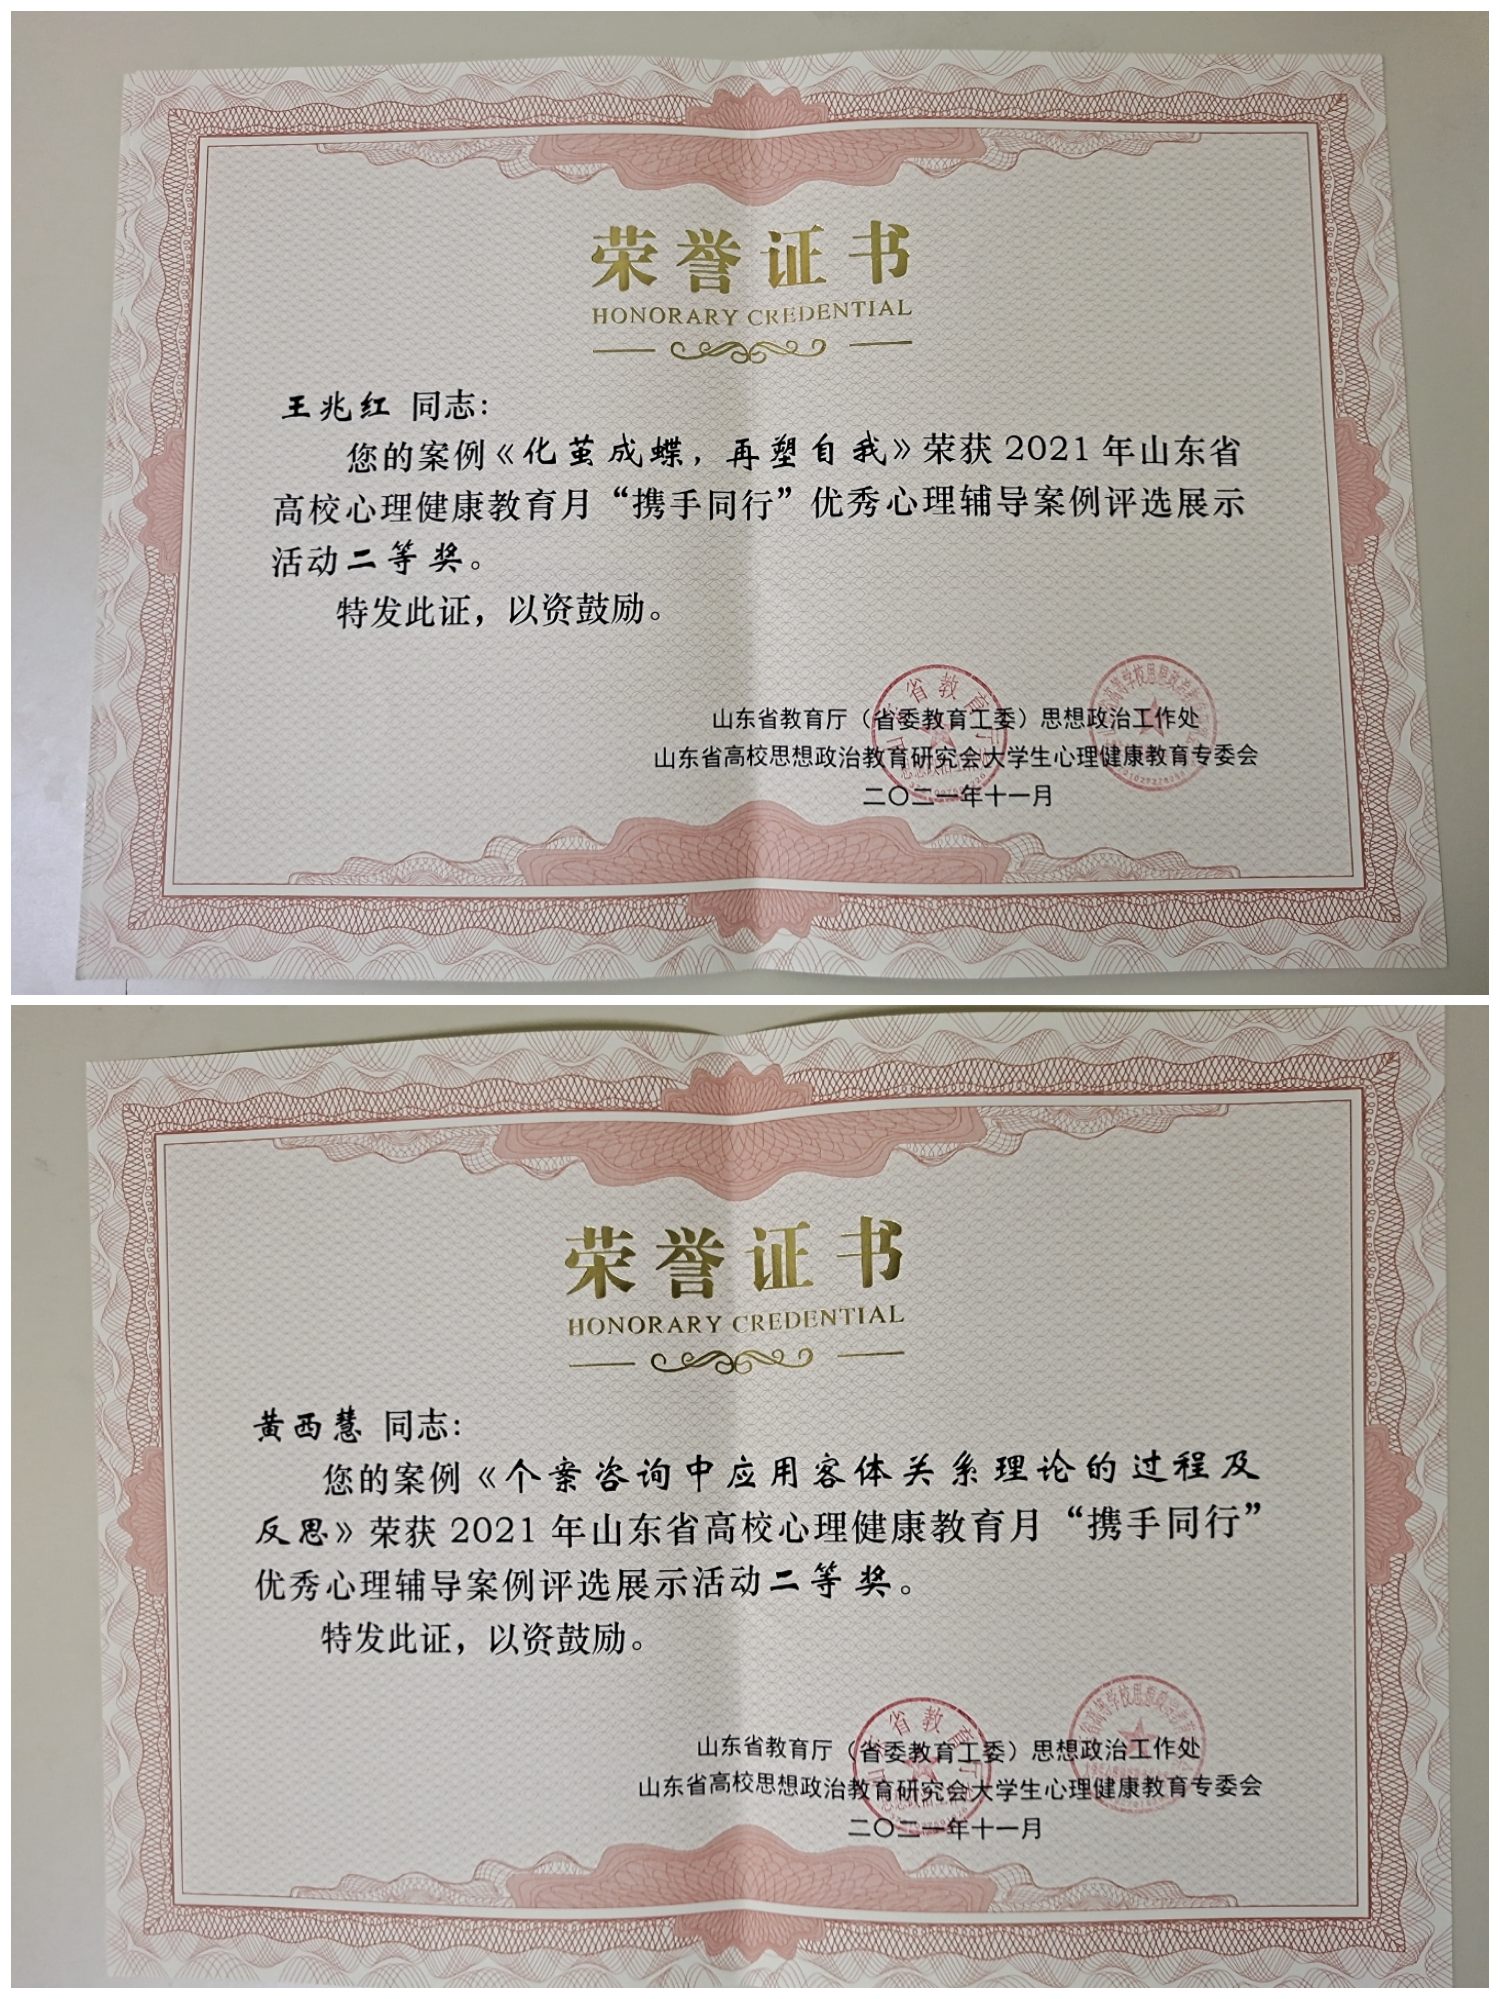 荣誉证书
HONORARY CREDENTIAL
王兆红 同志:
您的案例《化茧成蝶，再塑自我》荣获 2021 年山东省
高校心理健康教育月“携手同行”优秀心理辅导案例评选展示
活动二等奖。
特发此证，以资鼓励。
山东省教育厅（省委教育工委）思想政治工作处
山东省高校思想政治教育研究会大学生心理健康教育专委会
二〇二一年十一月
荣誉证书
HONORARY CREDENTIAL
黄西慧 同志:
您的案例《个案咨询中应用客体关系理论的过程及
反思》荣获 2021 年山东省高校心理健康教育月“携手同行”
优秀心理辅导案例评选展示活动二等奖。
特发此证，以资鼓励。
山东省教育厅（省委教育工委）思想政治工作处
山东省高校思想政治教育研究会大学生心理健康教育专委会
二〇二一年十一月